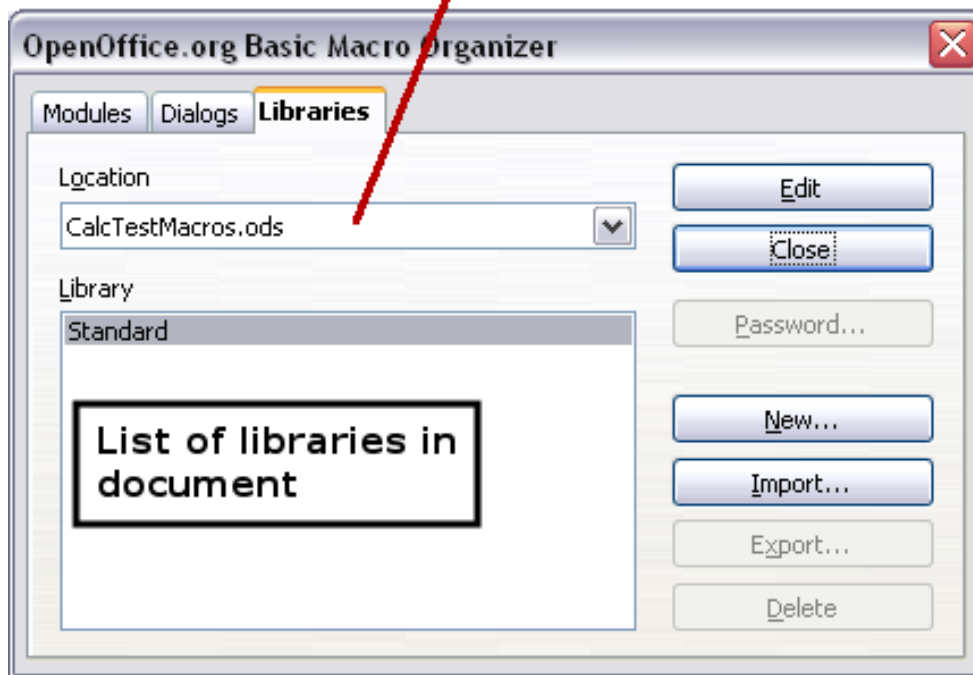 OpenOffice.org Basic Macro Organizer
Modules Dialogs Libraries
Location
CalcTestMacros.ods
Library
Standard
List of libraries in
document
Edit
Close
Password...
New...
Import...
Export...
Delete